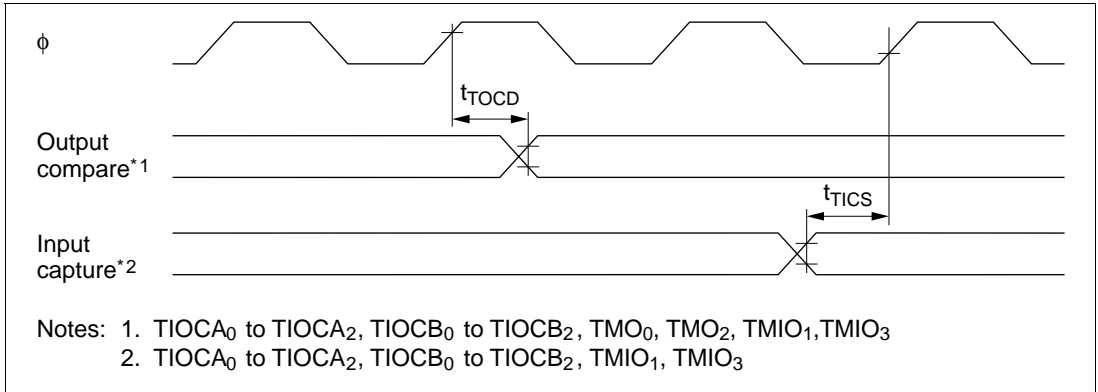 ϕ
tTOCD
Output
compare*1
tTICS
Input
capture*2
Notes: 1. TIOCA0 to TIOCA2, TIOCB0 to TIOCB2, TMO0, TMO2, TMIO1,TMIO3
2. TIOCA0 to TIOCA2, TIOCB0 to TIOCB2, TMIO1, TMIO3